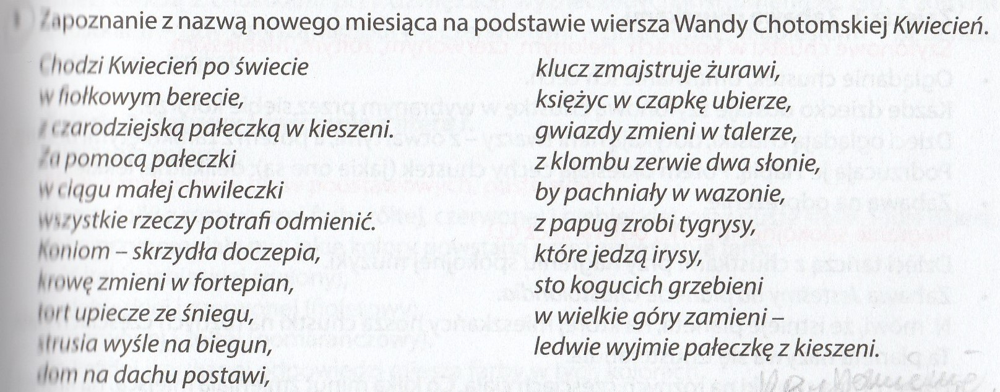 Zapoznanie z nazwą nowego miesiąca na podstawie wiersza Wandy Chotomskiej Kwiecień.
Chodzi Kwiecień po świecie
w fiołkowym berecie,
z czarodziejską pałeczką w kieszeni.
Za pomocą pałeczki
w ciągu małej chwileczki
wszystkie rzeczy potrafi odmienić.
Koniom – skrzydła doczepia,
krowę zmieni w fortepian,
tort upiecze ze śniegu,
strusia wyśle na biegun,
dom na dachu postawi,
klucz zmajstruje żurawi,
księżyc w czapkę ubierze,
gwiazdy zmieni w talerze,
z klombu zerwie dwa słonie,
by pachniały w wazonie,
z papug zrobi tygrysy,
które jedzą irysy,
sto kogucich grzebieni
w wielkie góry zamieni –
ledwie wyjmie pałeczkę z kieszeni.